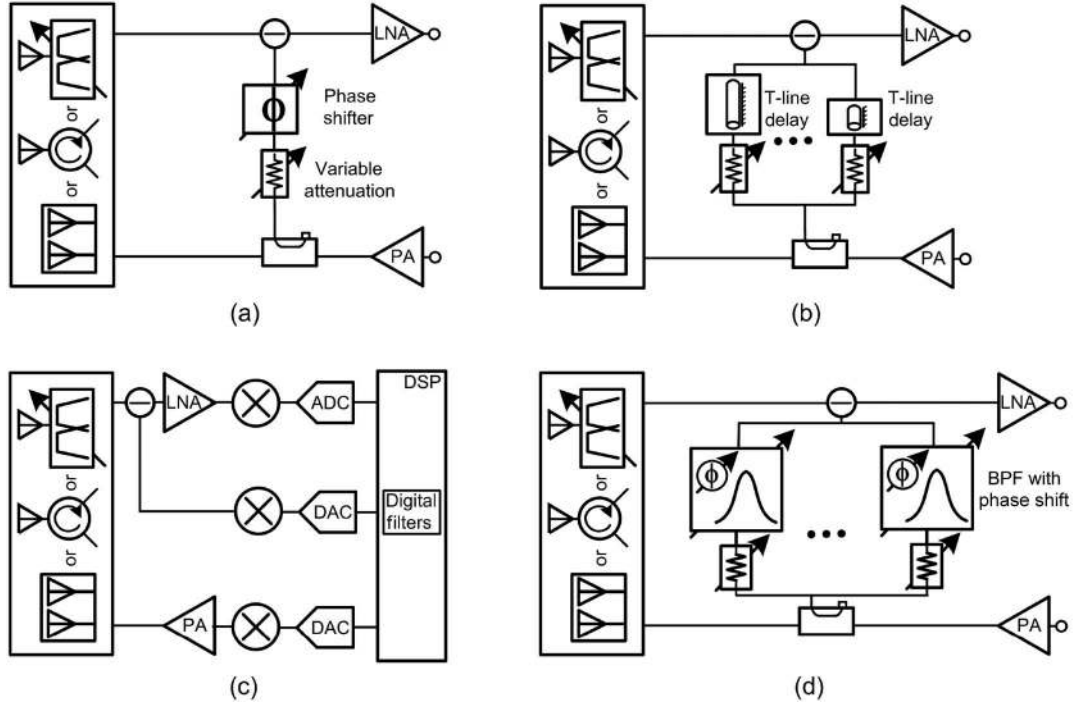 LNA
or
or
Phase
shifter
Variable
attenuation
PA
(a)
LNA
or
or
T-line
delay
T-line
delay
PA
(b)
LNA
ADC
DSP
or
or
DAC
Digital
filters
PA
DAC
(c)
LNA
or
or
ϕ
ϕ
BPF with
phase shift
PA
(d)